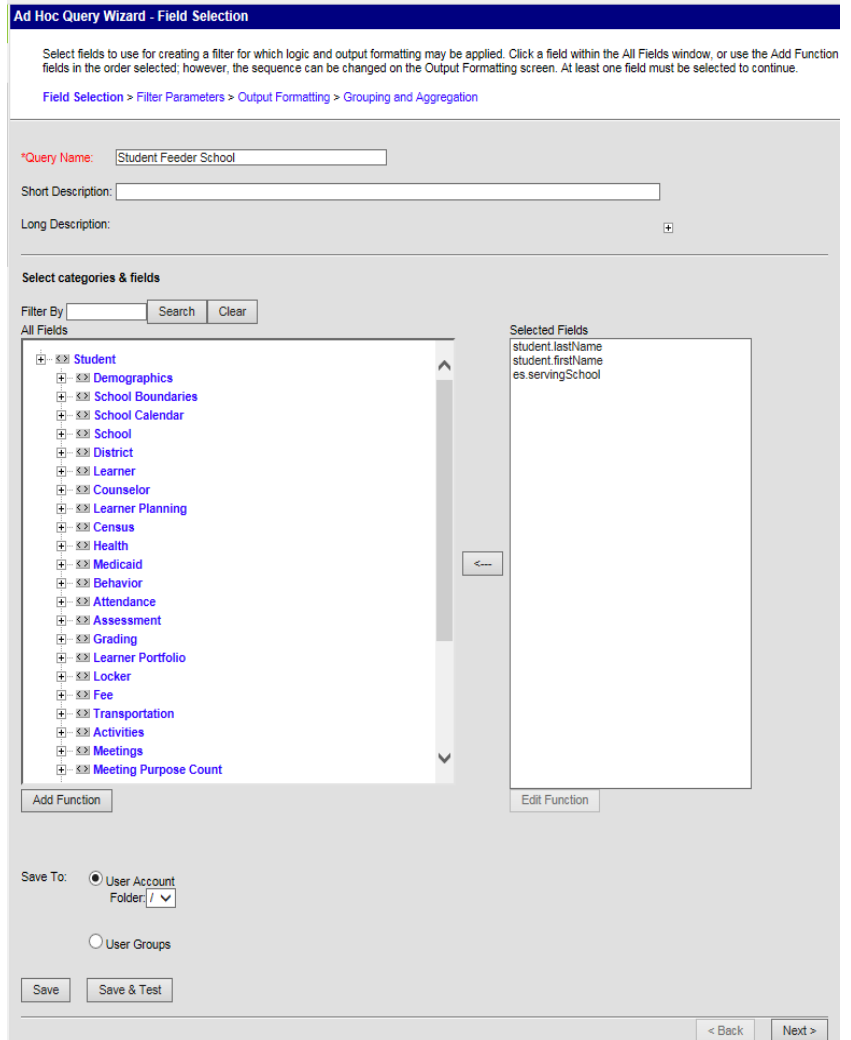 Ad Hoc Query Wizard - Field Selection
Select fields to use for creating a filter for which logic and output formatting may be applied. Click a field within the All Fields window, or use the Add Function
fields in the order selected; however, the sequence can be changed on the Output Formatting screen. At least one field must be selected to continue.
Field Selection > Filter Parameters > Output Formatting > Grouping and Aggregation
*Query Name: Student Feeder School
Short Description:
Long Description:
Select categories & fields
Filter By Search Clear
All Fields Selected Fields
Student
Demographics
School Boundaries
School Calendar
School
District
Learner
Counselor
Learner Planning
Census
Health
Medicaid
Behavior
Attendance
Assessment
Grading
Learner Portfolio
Locker
Fee
Transportation
Activities
Meetings
Meeting Purpose Count
<---
student.lastName
student.firstName
es.servingSchool
Add Function Edit Function
Save To: User Account
Folder: /
User Groups
Save Save & Test
< Back Next >